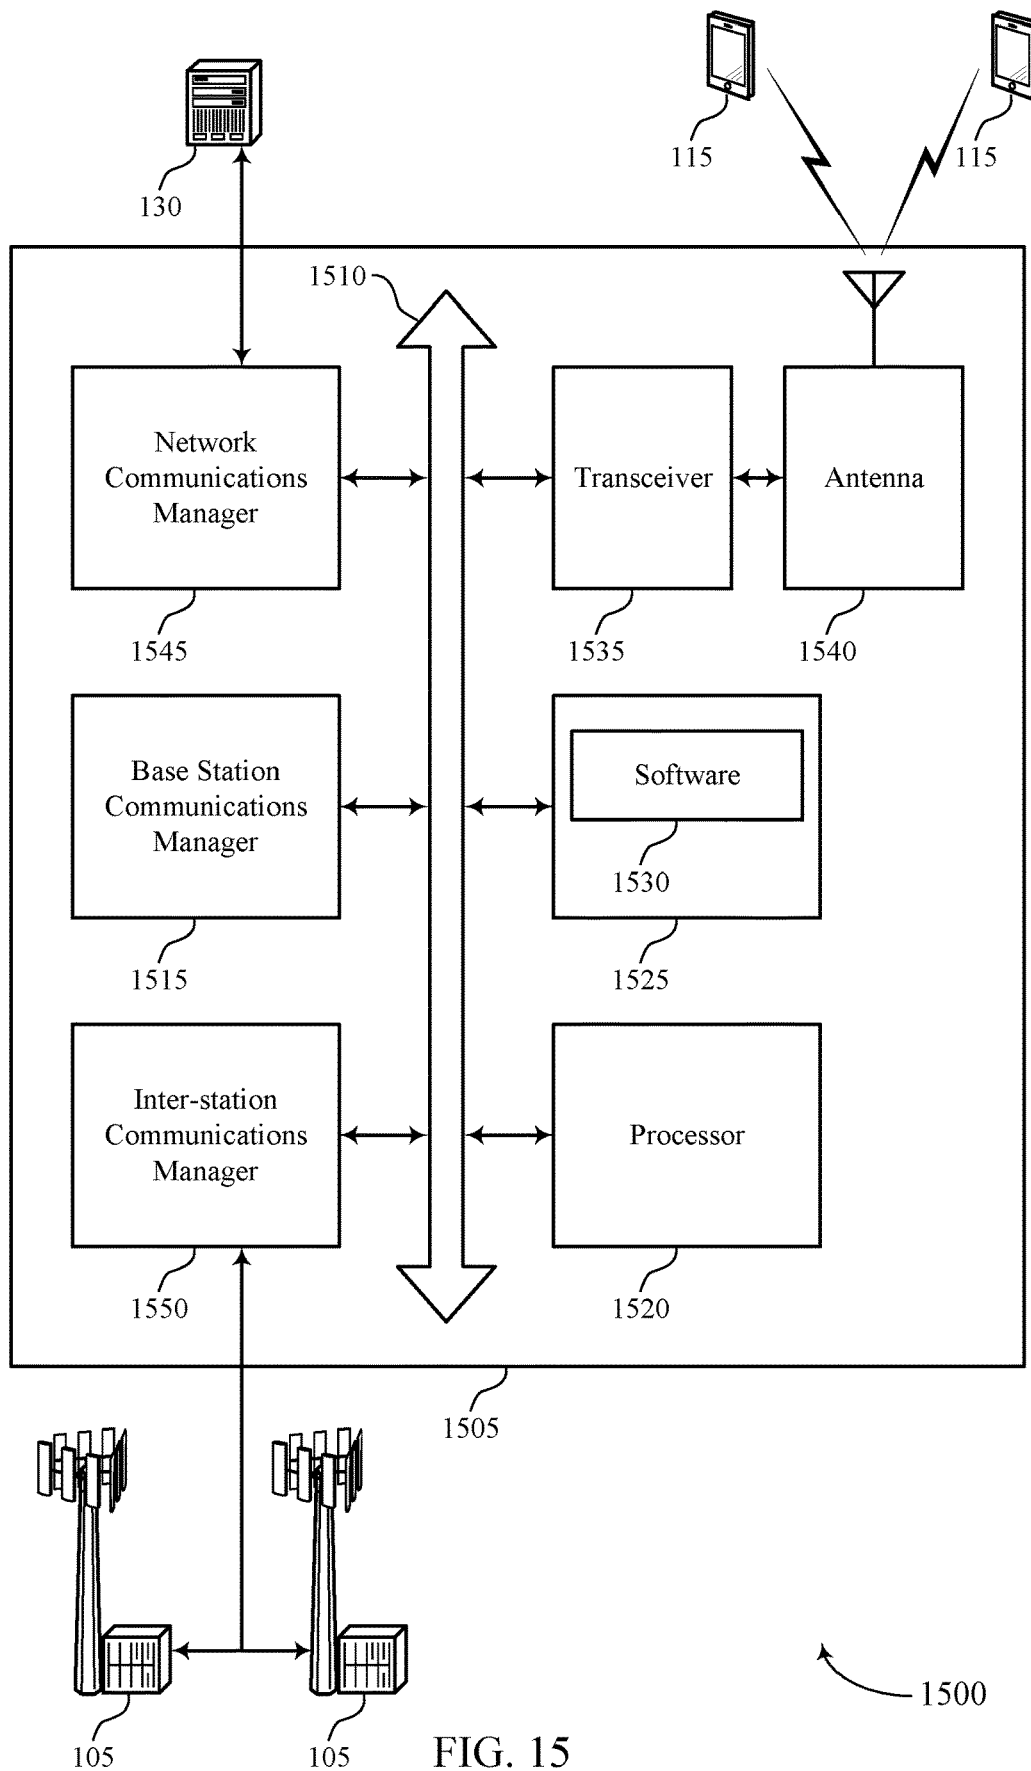 115
115
130
1510
Network
Communications
Manager
Transceiver
Antenna
1545
1535
1540
Base Station
Communications
Manager
Software
1530
1515
1525
Inter-station
Communications
Manager
Processor
1550
1520
1505
1500
105
105
FIG. 15